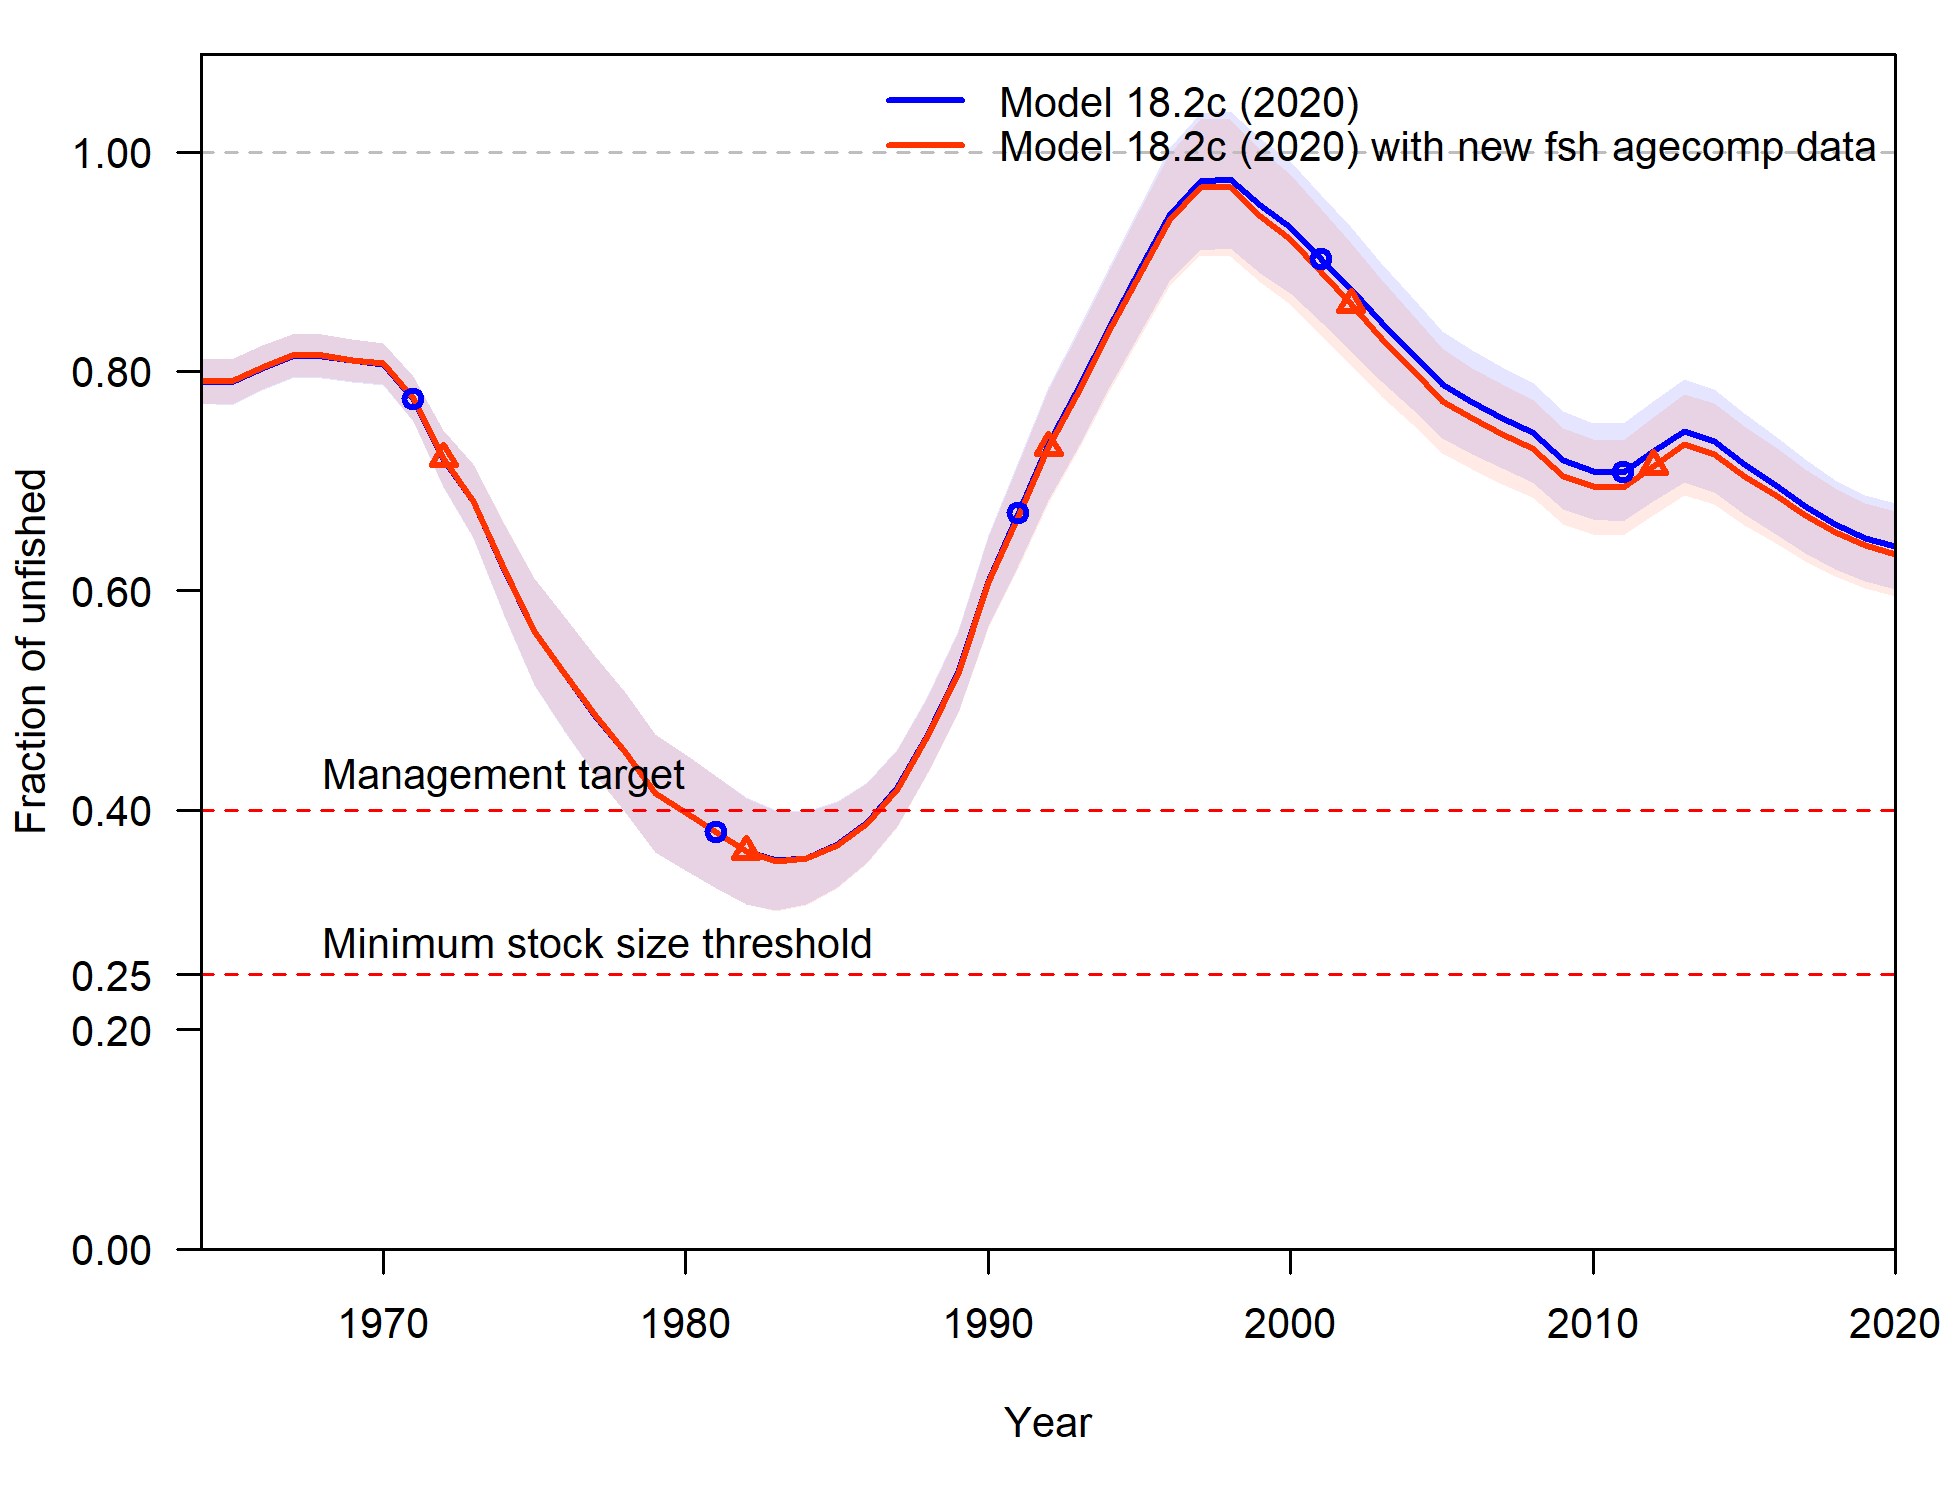 Model 18.2c (2020)
Model 18.2c (2020) with new fsh agecomp data
1.00
0.80
0.60
0.40
0.25
0.20
0.00
Fraction of unfished
Management target
Minimum stock size threshold
1970
1980
1990
2000
2010
2020
Year